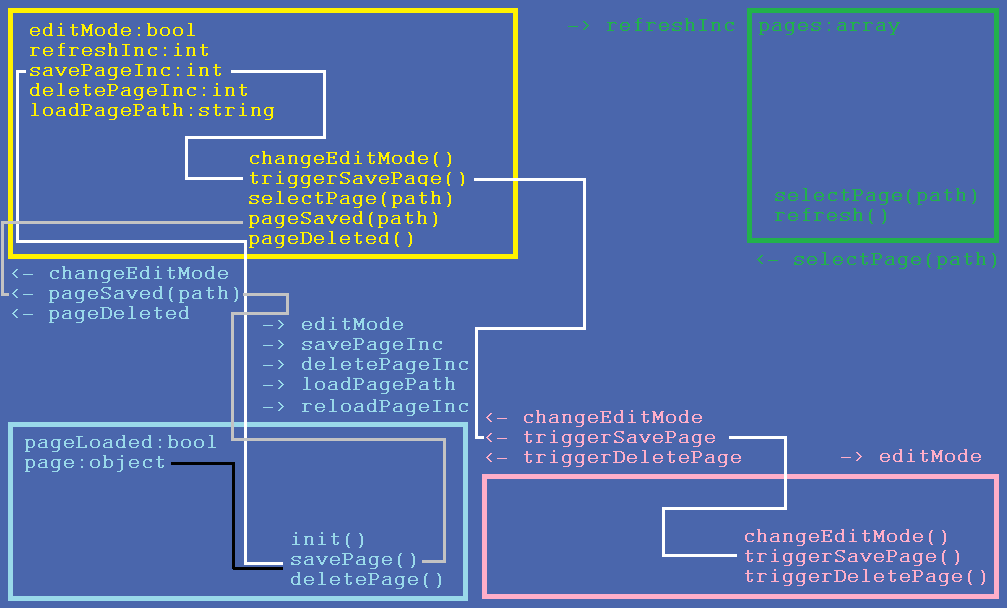 editMode:bool
refreshInc:int
savePageInc:int
deletePageInc:int
loadPagePath:string
changeEditMode()
triggerSavePage()
selectPage(path)
pageSaved(path)
pageDeleted()
-> refreshInc
pages:array
selectPage(path)
refresh()
<- selectPage(path)
<- changeEditMode
<- pageSaved(path)
<- pageDeleted
-> editMode
-> savePageInc
-> deletePageInc
-> loadPagePath
-> reloadPageInc
pageLoaded:bool
page:object
init()
savePage()
deletePage()
<- changeEditMode
<- triggerSavePage
<- triggerDeletePage
-> editMode
changeEditMode()
triggerSavePage()
triggerDeletePage()